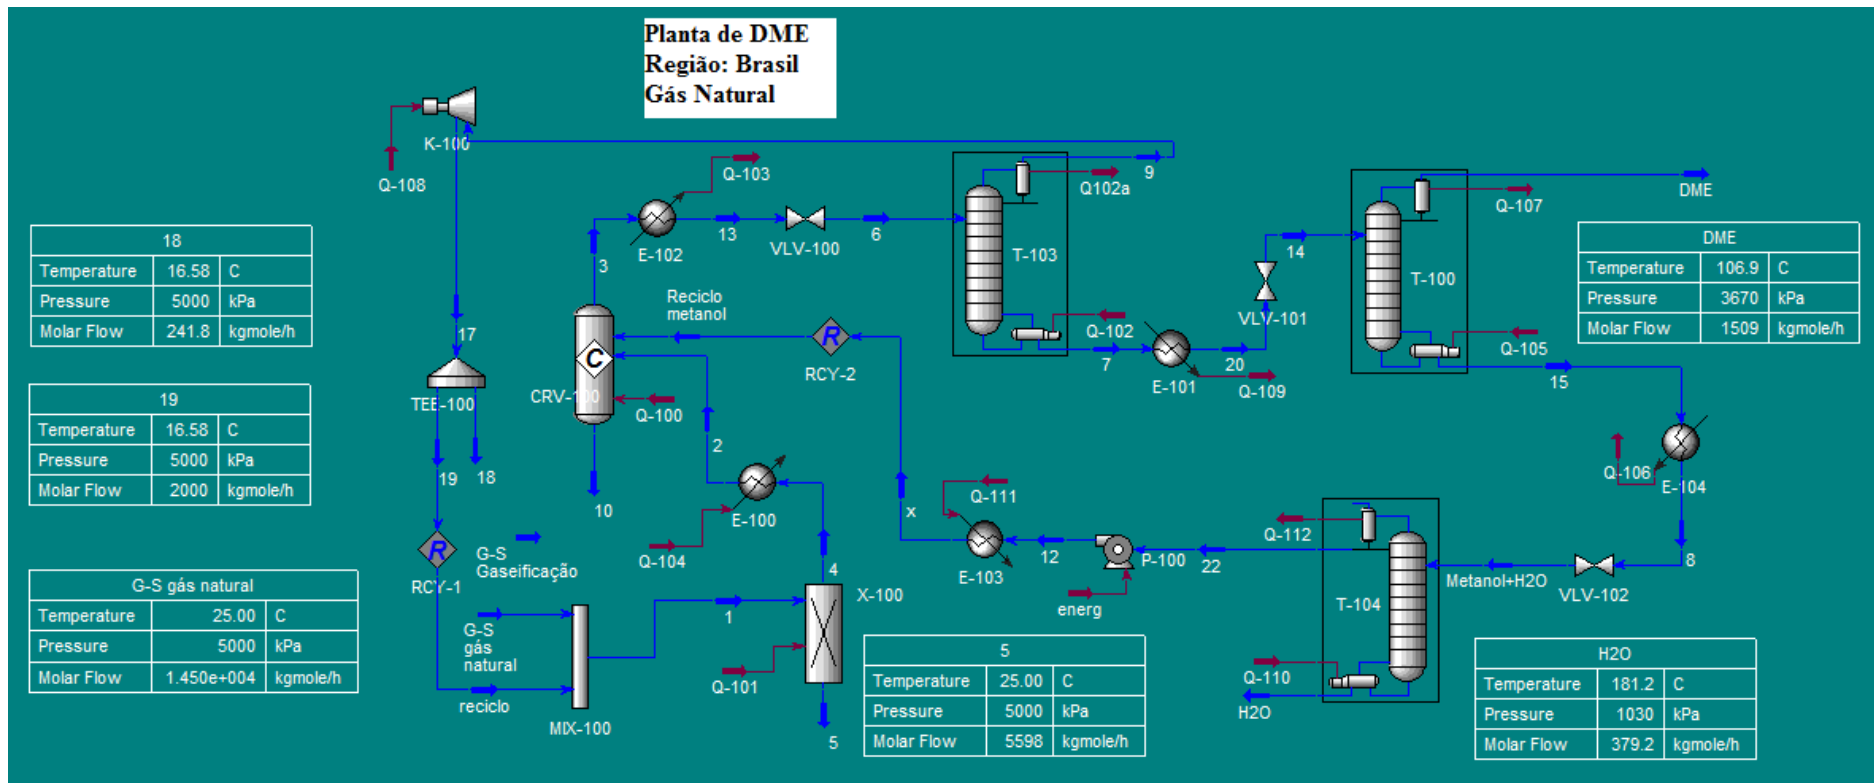 Planta de DME
Região: Brasil
Gás Natural
K-100
Q-108
Q-103
Q102a
9
DME
Q-107
E-102
13
VLV-100
6
T-103
14
T-100
3
DME
Temperature 106.9 C
Pressure 3670 kPa
Molar Flow 1509 kgmole/h
18
Temperature 16.58 C
Pressure 5000 kPa
Molar Flow 241.8 kgmole/h
Reciclo
metanol
VLV-101
17
RCY-2
Q-102
7
E-101
20
Q-109
Q-105
15
TEE-100
CRV-100
Q-100
19
Temperature 16.58 C
Pressure 5000 kPa
Molar Flow 2000 kgmole/h
19
18
2
10
E-100
4
x
Q-111
E-103
12
P-100
22
Q-112
Q-106
E-104
RCY-1
G-S
Gaseificação
Q-104
energ
Metanol+H2O
8
VLV-102
T-104
G-S gás natural
Temperature 25.00 C
Pressure 5000 kPa
Molar Flow 1.450e+004 kgmole/h
G-S
gás
natural
1
X-100
Q-101
reciclo
MIX-100
5
5
Temperature 25.00 C
Pressure 5000 kPa
Molar Flow 5598 kgmole/h
Q-110
H2O
H2O
Temperature 181.2 C
Pressure 1030 kPa
Molar Flow 379.2 kgmole/h
R
R
C